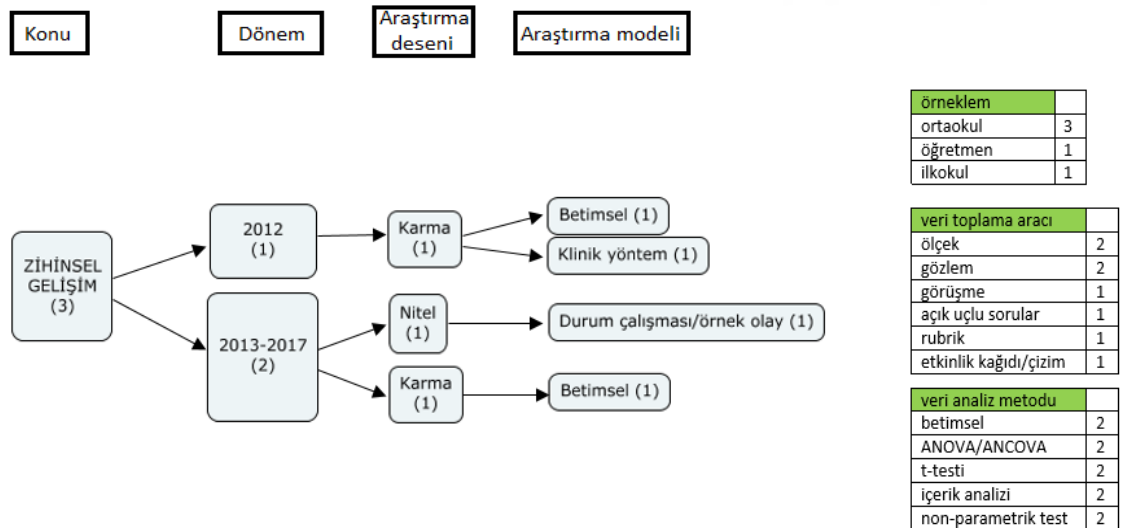 Konu
Dönem
Araştırma
deseni
Araştırma modeli
ZİHİNSEL
GELİŞİM
(3)
2012
(1)
Karma
(1)
Betimsel (1)
Klinik yöntem (1)
2013-2017
(2)
Nitel
(1)
Durum çalışması/örnek olay (1)
Karma
(1)
Betimsel (1)
örneklem
ortaokul 3
öğretmen 1
ilkokul 1
veri toplama aracı
ölçek 2
gözlem 2
görüşme 1
açık uçlu sorular 1
rubrik 1
etkinlik kağıdı/çizim 1
veri analiz metodu
betimsel 2
ANOVA/ANCOVA 2
t-testi 2
içerik analizi 2
non-parametrik test 2